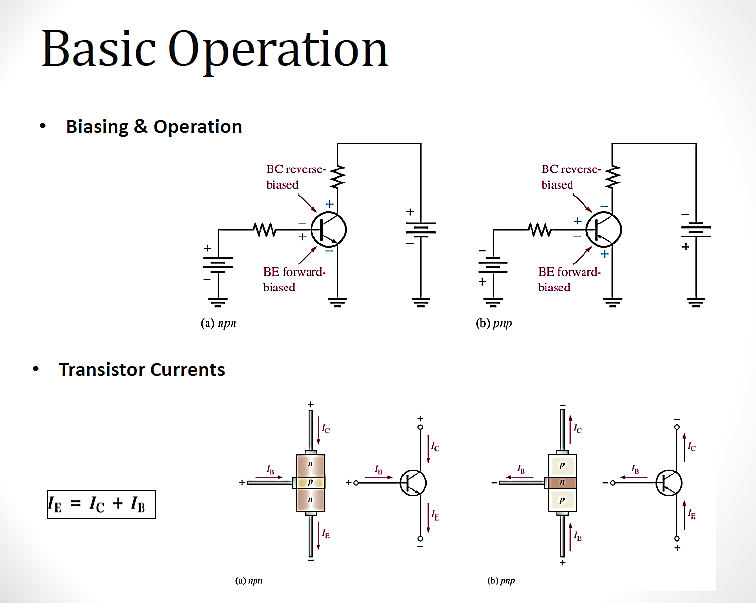 Basic Operation
• Biasing & Operation
BC reverse-
biased
+
−
+
−
BE forward-
biased
+
−
+
−
(a) npn
BC reverse-
biased
−
+
−
+
BE forward-
biased
−
+
−
+
(b) pnp
• Transistor Currents
IE = IC + IB
+
IC
n
p
n
IB
+
IE
−
+
IC
IB
+
IE
−
(a) npn
−
IC
p
n
p
IB
−
IE
+
−
IC
IB
−
IE
+
(b) pnp